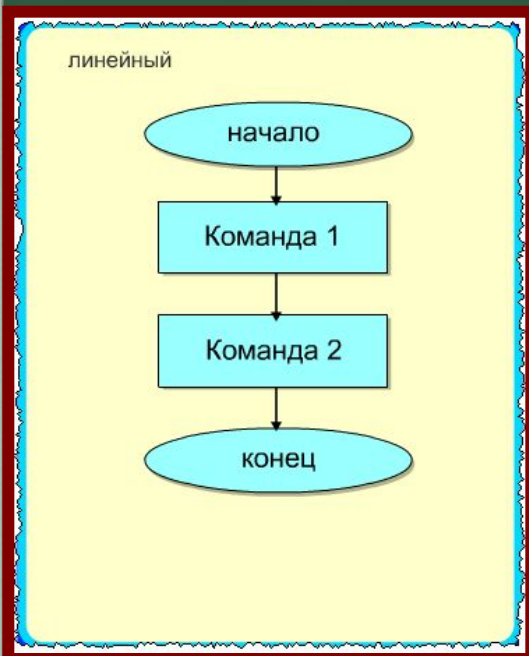 линейный
начало
Команда 1
Команда 2
конец